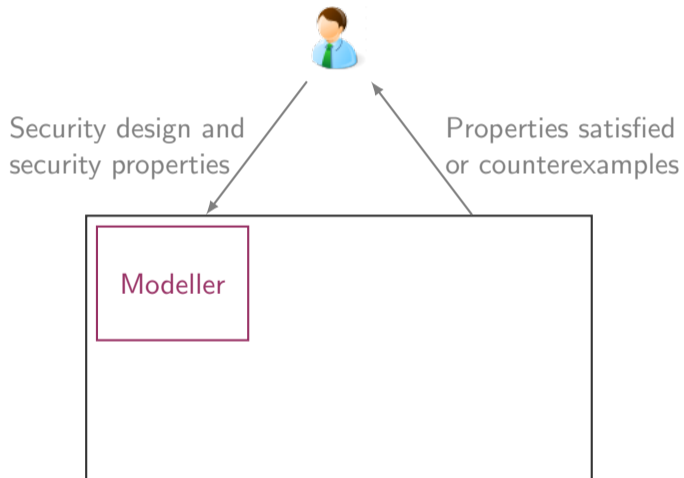 Security design and
security properties
Properties satisfied
or counterexamples
Modeller